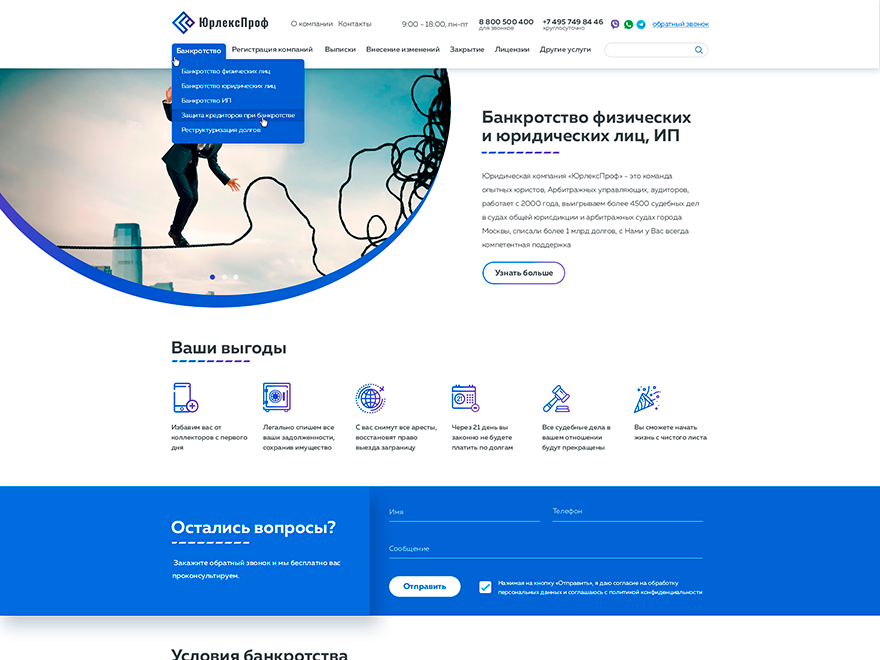 ЮрлексПроф
О компании Контакты
9:00 - 18:00, пн-пт
8 800 500 400
для звонков
+7 495 749 84 46
круглосуточно
обратный звонок
Банкротство Регистрация компаний Выписки Внесение изменений Закрытие Лицензии Другие услуги
Банкротство физических лиц
Банкротство юридических лиц
Банкротство ИП
Защита кредиторов при банкротстве
Реструктуризация долгов
Банкротство физических
и юридических лиц, ИП
Юридическая компания «ЮрлексПроф» - это команда
опытных юристов, Арбитражных управляющих, аудиторов,
работаем с 2000 года, выигрываем более 4500 судебных дел
в судах общей юрисдикции и арбитражных судах города
Москвы, списали более 1 млрд долгов, с Нами у Вас всегда
компетентная поддержка
Узнать больше
Ваши выгоды
Избавим вас от
коллекторов с первого
дня
Легально спишем все
ваши задолженности,
сохранив имущество
С вас снимут все аресты,
восстановят право
выезда заграницу
21
Через 21 день вы
законно не будете
платить по долгам
Все судебные дела в
вашем отношении
будут прекращены
Вы сможете начать
жизнь с чистого листа
Остались вопросы?
Закажите обратный звонок и мы бесплатно вас
проконсультируем.
Имя
Телефон
Сообщение
Отправить
Нажимая на кнопку «Отправить», я даю согласие на обработку
персональных данных и соглашаюсь с политикой конфиденциальности
Условия банкротства